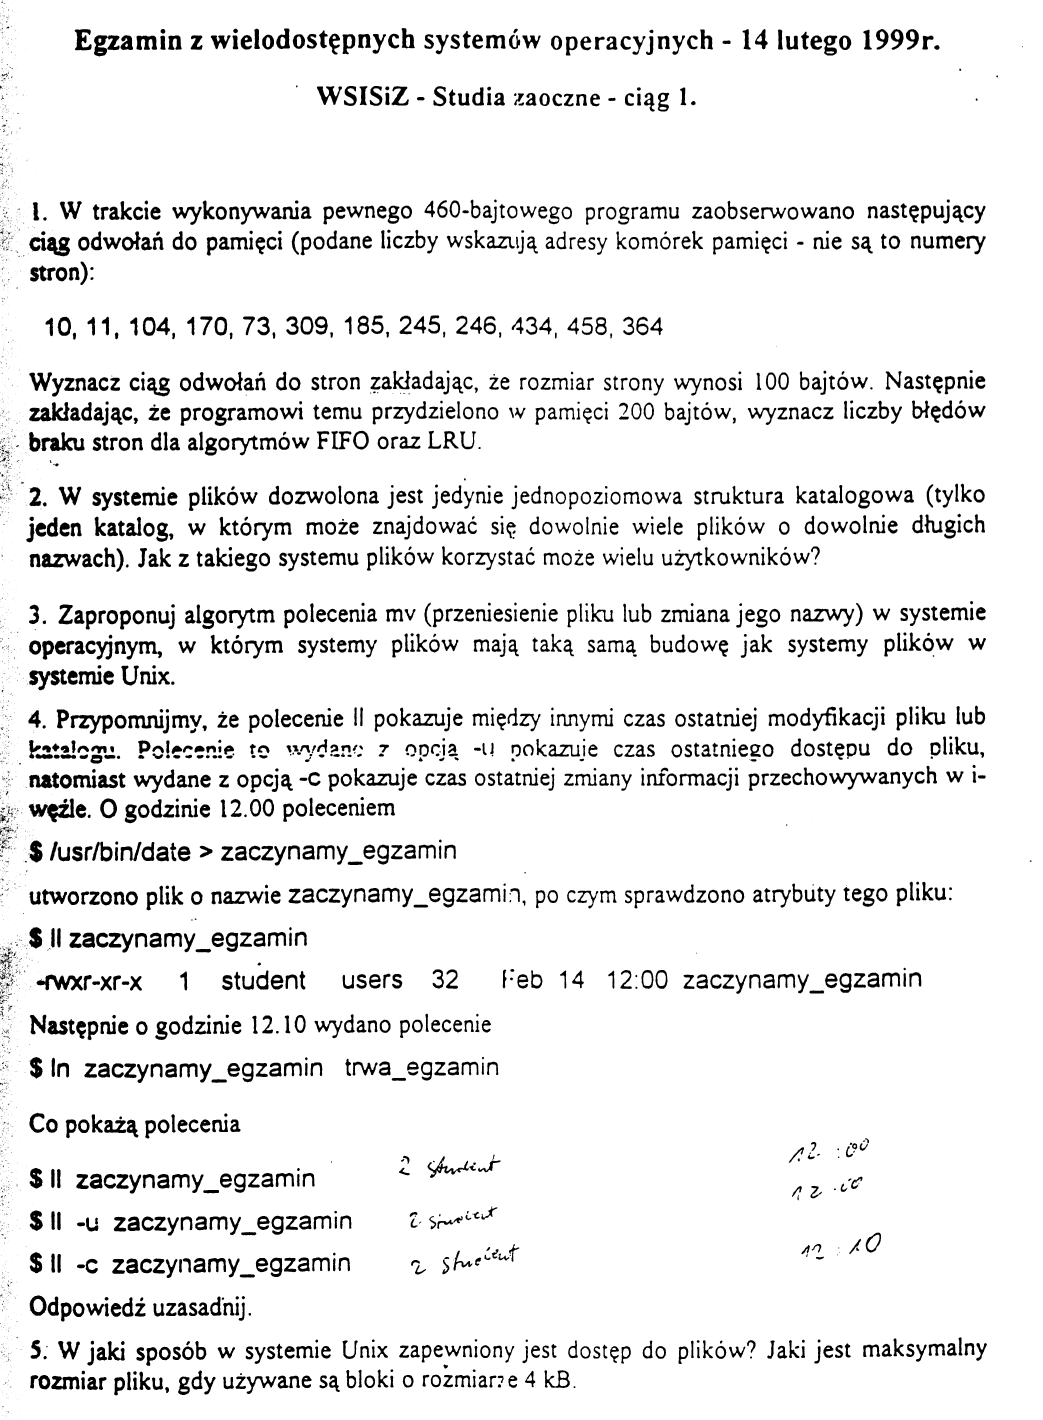 Egzamin z wielodostępnych systemów operacyjnych - 14 lutego 1999r.
WSISiZ - Studia zaoczne - ciąg 1.
1. W trakcie wykonywania pewnego 460-bajtowego programu zaobserwowano następujący
ciąg odwołań do pamięci (podane liczby wskazują adresy komórek pamięci - nie są to numery
stron):
10, 11, 104, 170, 73, 309, 185, 245, 246, 434, 458, 364
Wyznacz ciąg odwołań do stron zakładając, że rozmiar strony wynosi 100 bajtów. Następnie
zakładając, że programowi temu przydzielono w pamięci 200 bajtów, wyznacz liczby błędów
braku stron dla algorytmów FIFO oraz LRU.
2. W systemie plików dozwolona jest jedynie jednopoziomowa struktura katalogowa (tylko
jeden katalog, w którym może znajdować się dowolnie wiele plików o dowolnie długich
nazwach). Jak z takiego systemu plików korzystać może wielu użytkowników?
3. Zaproponuj algorytm polecenia mv (przeniesienie pliku lub zmiana jego nazwy) w systemie
operacyjnym, w którym systemy plików mają taką samą budowę jak systemy plików w
systemie Unix.
4. Przypomnijmy, że polecenie ll pokazuje między innymi czas ostatniej modyfikacji pliku lub
katalogu. Polecenie to wydane z opcją -u pokazuje czas ostatniego dostępu do pliku,
natomiast wydane z opcją -c pokazuje czas ostatniej zmiany informacji przechowywanych w i-
węźle. O godzinie 12.00 poleceniem
$ /usr/bin/date > zaczynamy_egzamin
utworzono plik o nazwie zaczynamy_egzamin, po czym sprawdzono atrybuty tego pliku:
$ ll zaczynamy_egzamin
-rwxr-xr-x 1 student users 32 Feb 14 12:00 zaczynamy_egzamin
Następnie o godzinie 12.10 wydano polecenie
$ ln zaczynamy_egzamin trwa_egzamin
Co pokażą polecenia
$ ll zaczynamy_egzamin 2 student 12:00
$ ll -u zaczynamy_egzamin 2 student 12:00
$ ll -c zaczynamy_egzamin 2 student 12:10
Odpowiedź uzasadnij.
5. W jaki sposób w systemie Unix zapewniony jest dostęp do plików? Jaki jest maksymalny
rozmiar pliku, gdy używane są bloki o rozmiarze 4 kB.